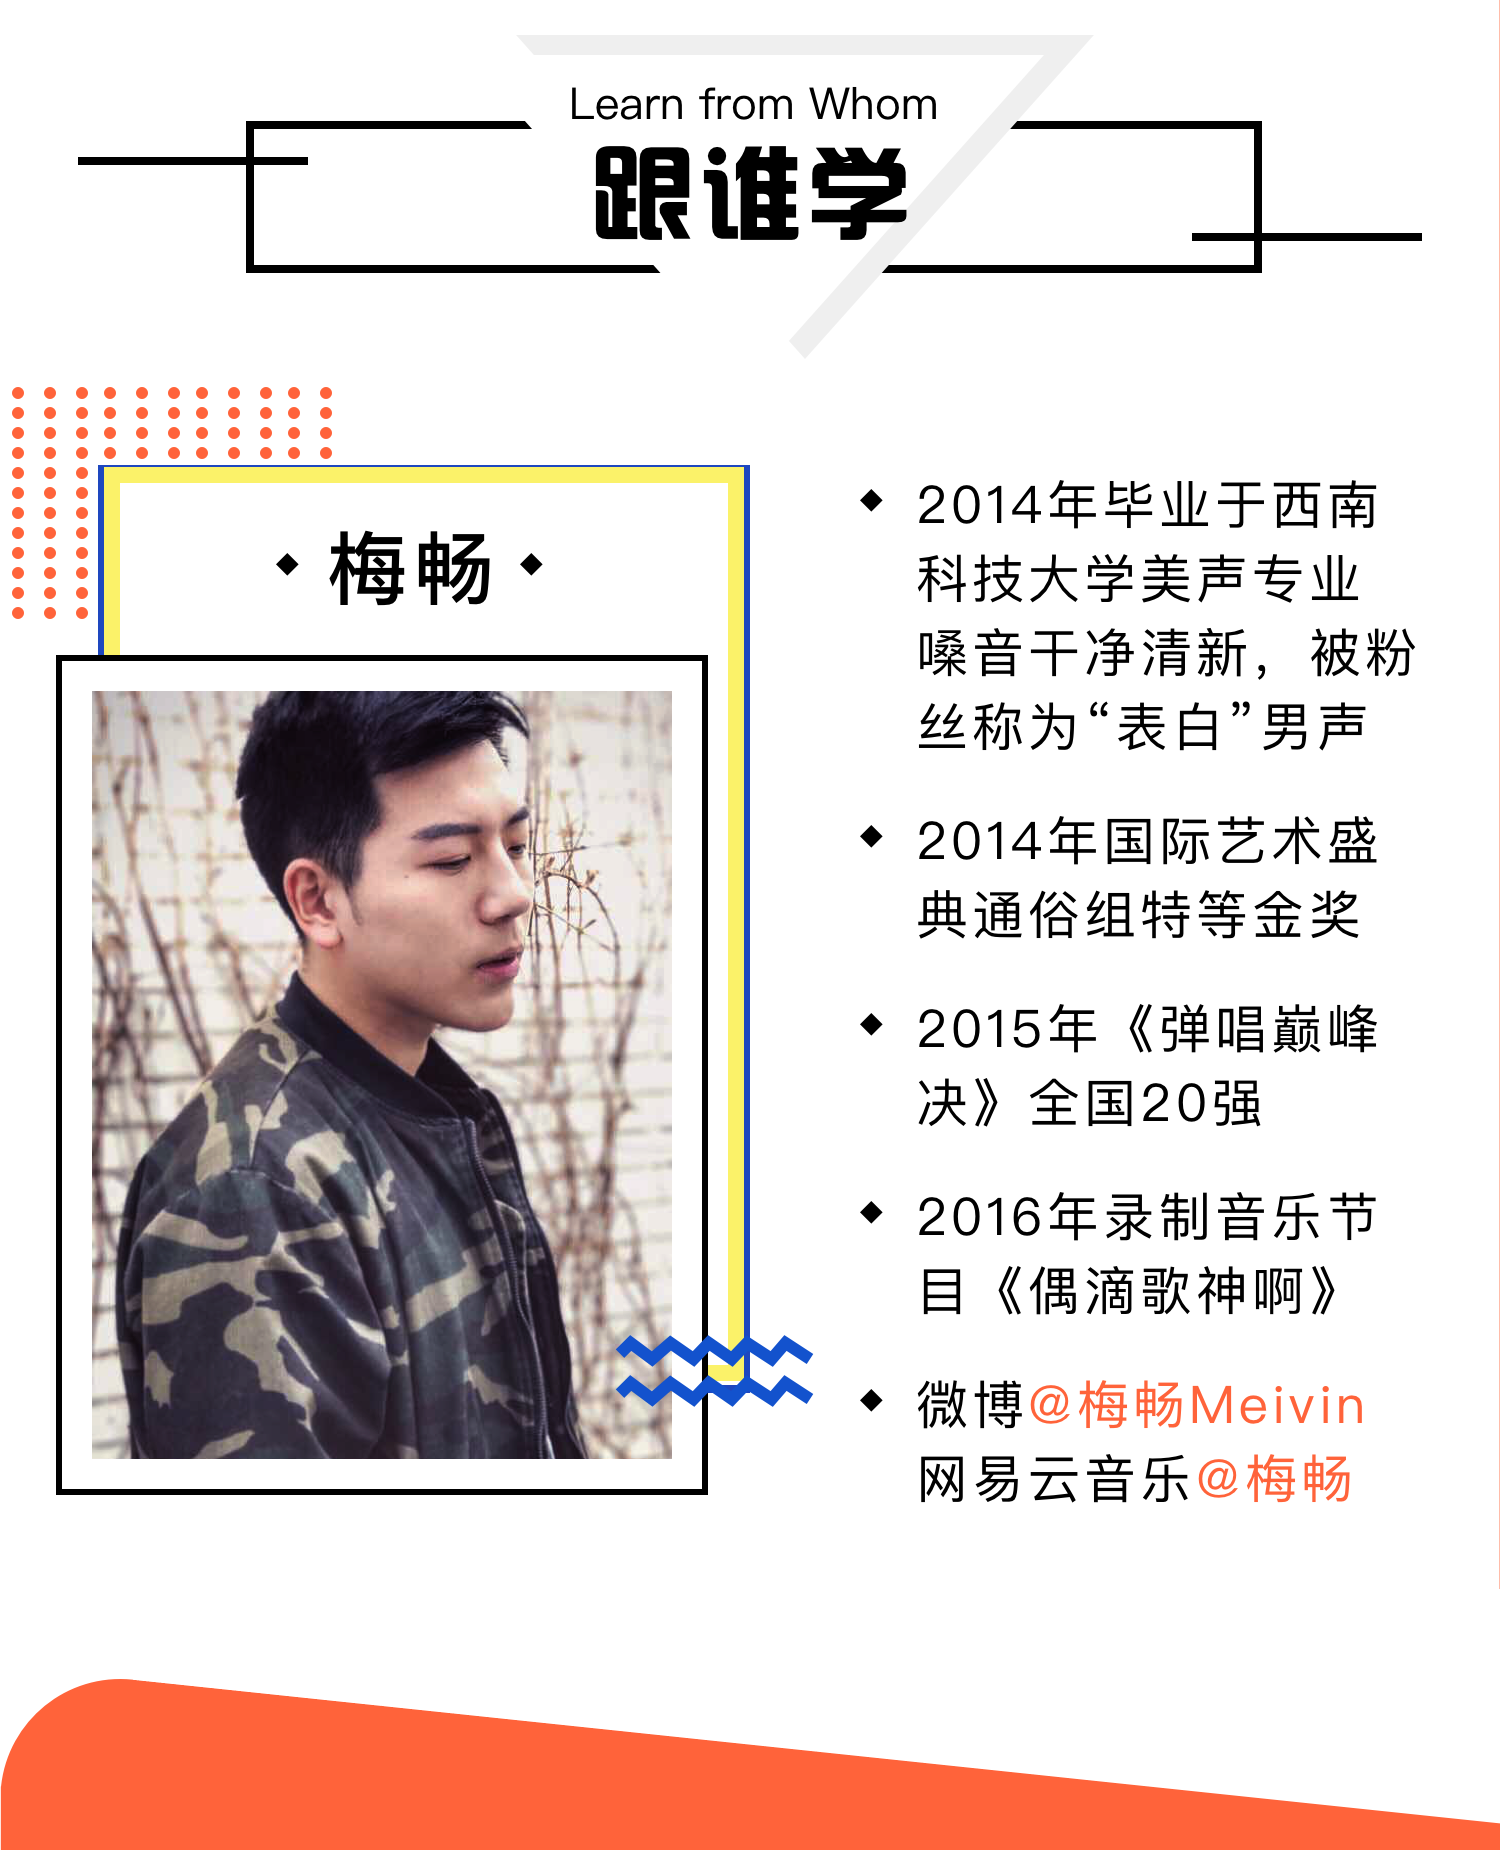 Learn from Whom
跟谁学
梅畅
2014年毕业于西南
科技大学美声专业
嗓音干净清新，被粉
丝称为“表白”男声
2014年国际艺术盛
典通俗组特等金奖
2015年《弹唱巅峰
决》全国20强
2016年录制音乐节
目《偶滴歌神啊》
微博@梅畅Meivin
网易云音乐@梅畅